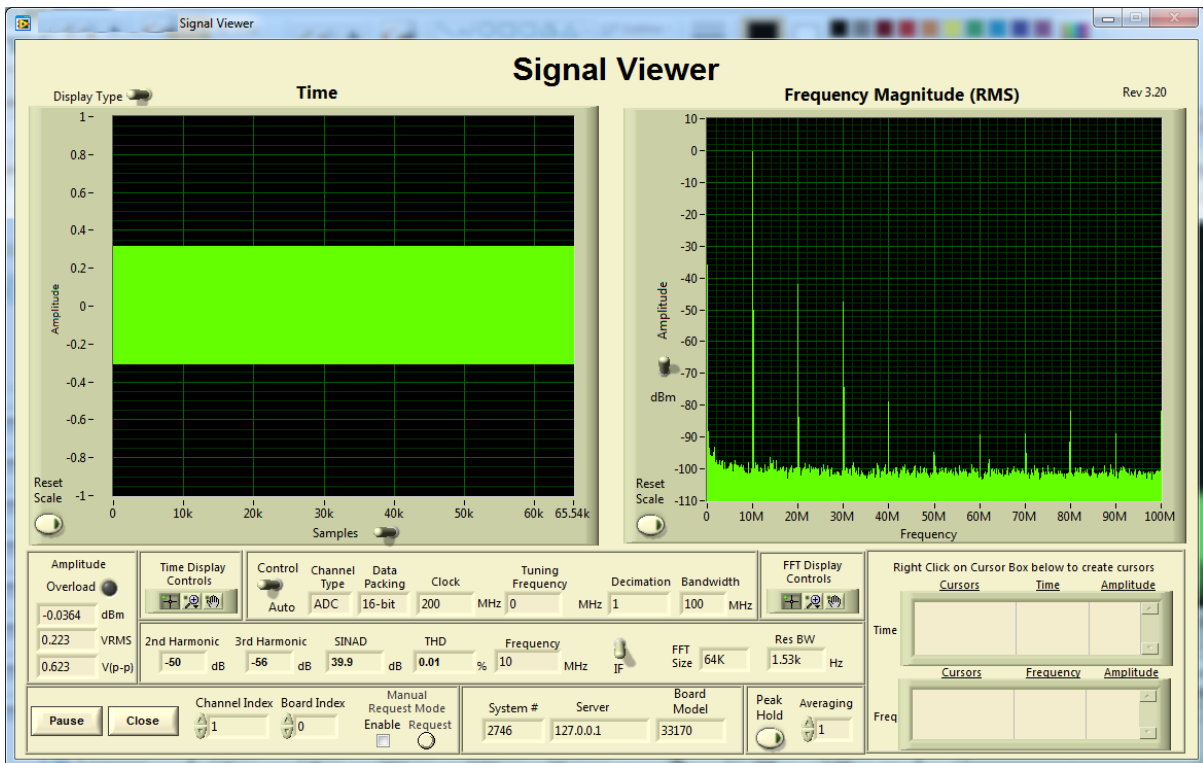 Signal Viewer
Signal Viewer
Display Type
Time
Frequency Magnitude (RMS)
Rev 3.20
1
0.8
0.6
0.4
0.2
0
-0.2
-0.4
-0.6
-0.8
-1
Amplitude
Reset
Scale
0 10k 20k 30k 40k 50k 60k 65.54k
Samples
10
0
-10
-20
-30
-40
-50
-60
-70
-80
-90
-100
-110
Amplitude
dBm
Reset
Scale
0 10M 20M 30M 40M 50M 60M 70M 80M 90M 100M
Frequency
Amplitude
Overload
-0.0364 dBm
0.223 VRMS
0.623 V(p-p)
Time Display
Controls
Control
Auto
Channel
Type
ADC
Data
Packing
16-bit
Clock
200 MHz
Tuning
Frequency
0 MHz
Decimation
1
Bandwidth
100 MHz
FFT Display
Controls
2nd Harmonic
-50 dB
3rd Harmonic
-56 dB
SINAD
39.9 dB
THD
0.01 %
Frequency
10 MHz
IF
FFT
Size 64K
Res BW
1.53k Hz
Right Click on Cursor Box below to create cursors
Cursors Time Amplitude
Time
Cursors Frequency Amplitude
Freq
Pause
Close
Channel Index
1
Board Index
0
Manual
Request Mode
Enable Request
System #
2746
Server
127.0.0.1
Board
Model
33170
Peak
Hold
Averaging
1